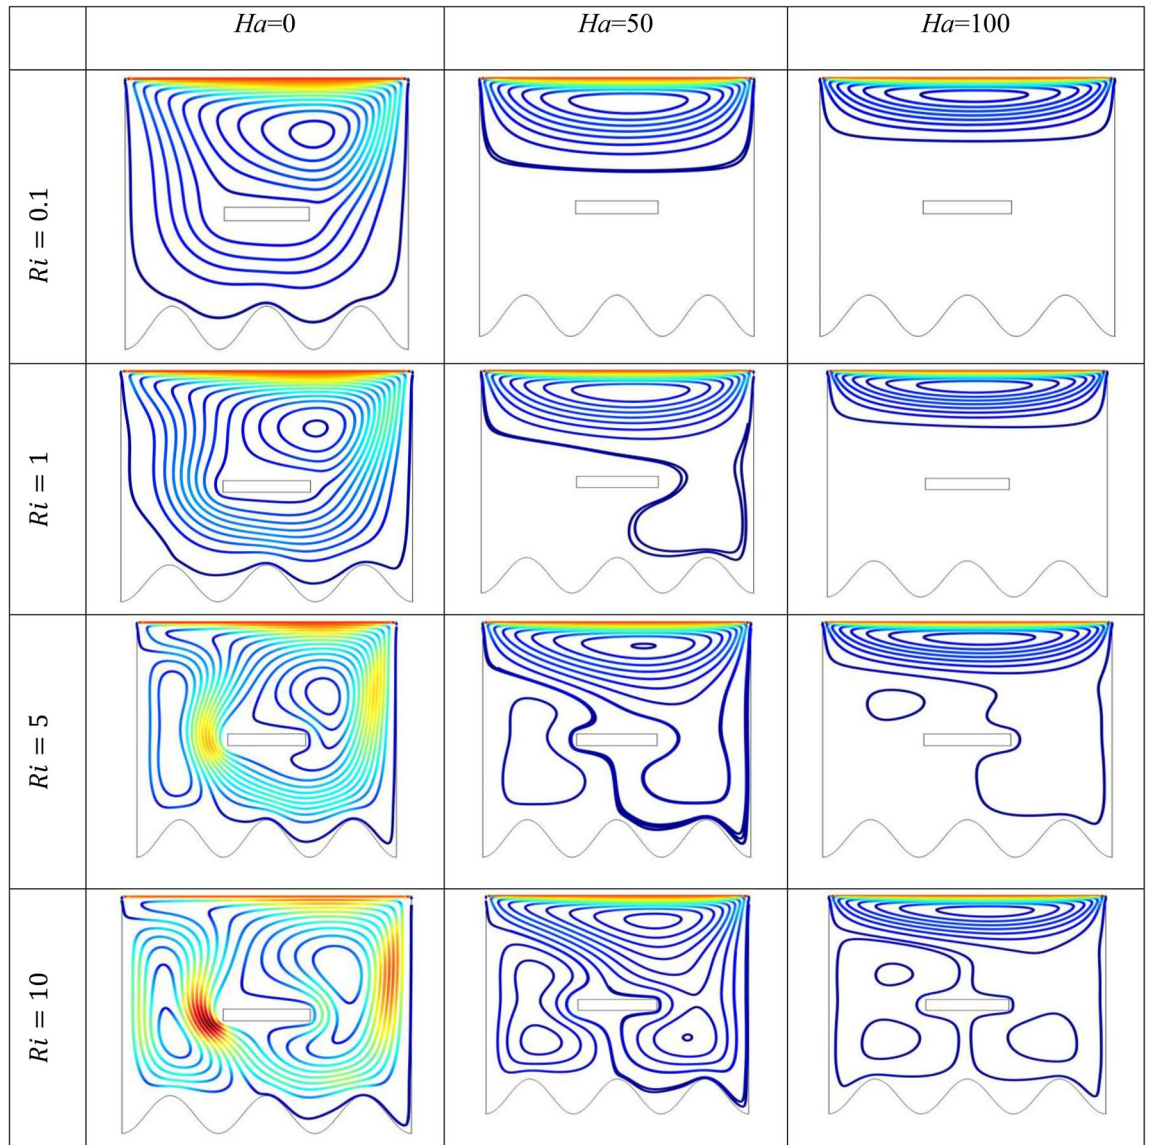 Ha=0 Ha=50 Ha=100
Ri = 0.1
Ri = 1
Ri = 5
Ri = 10